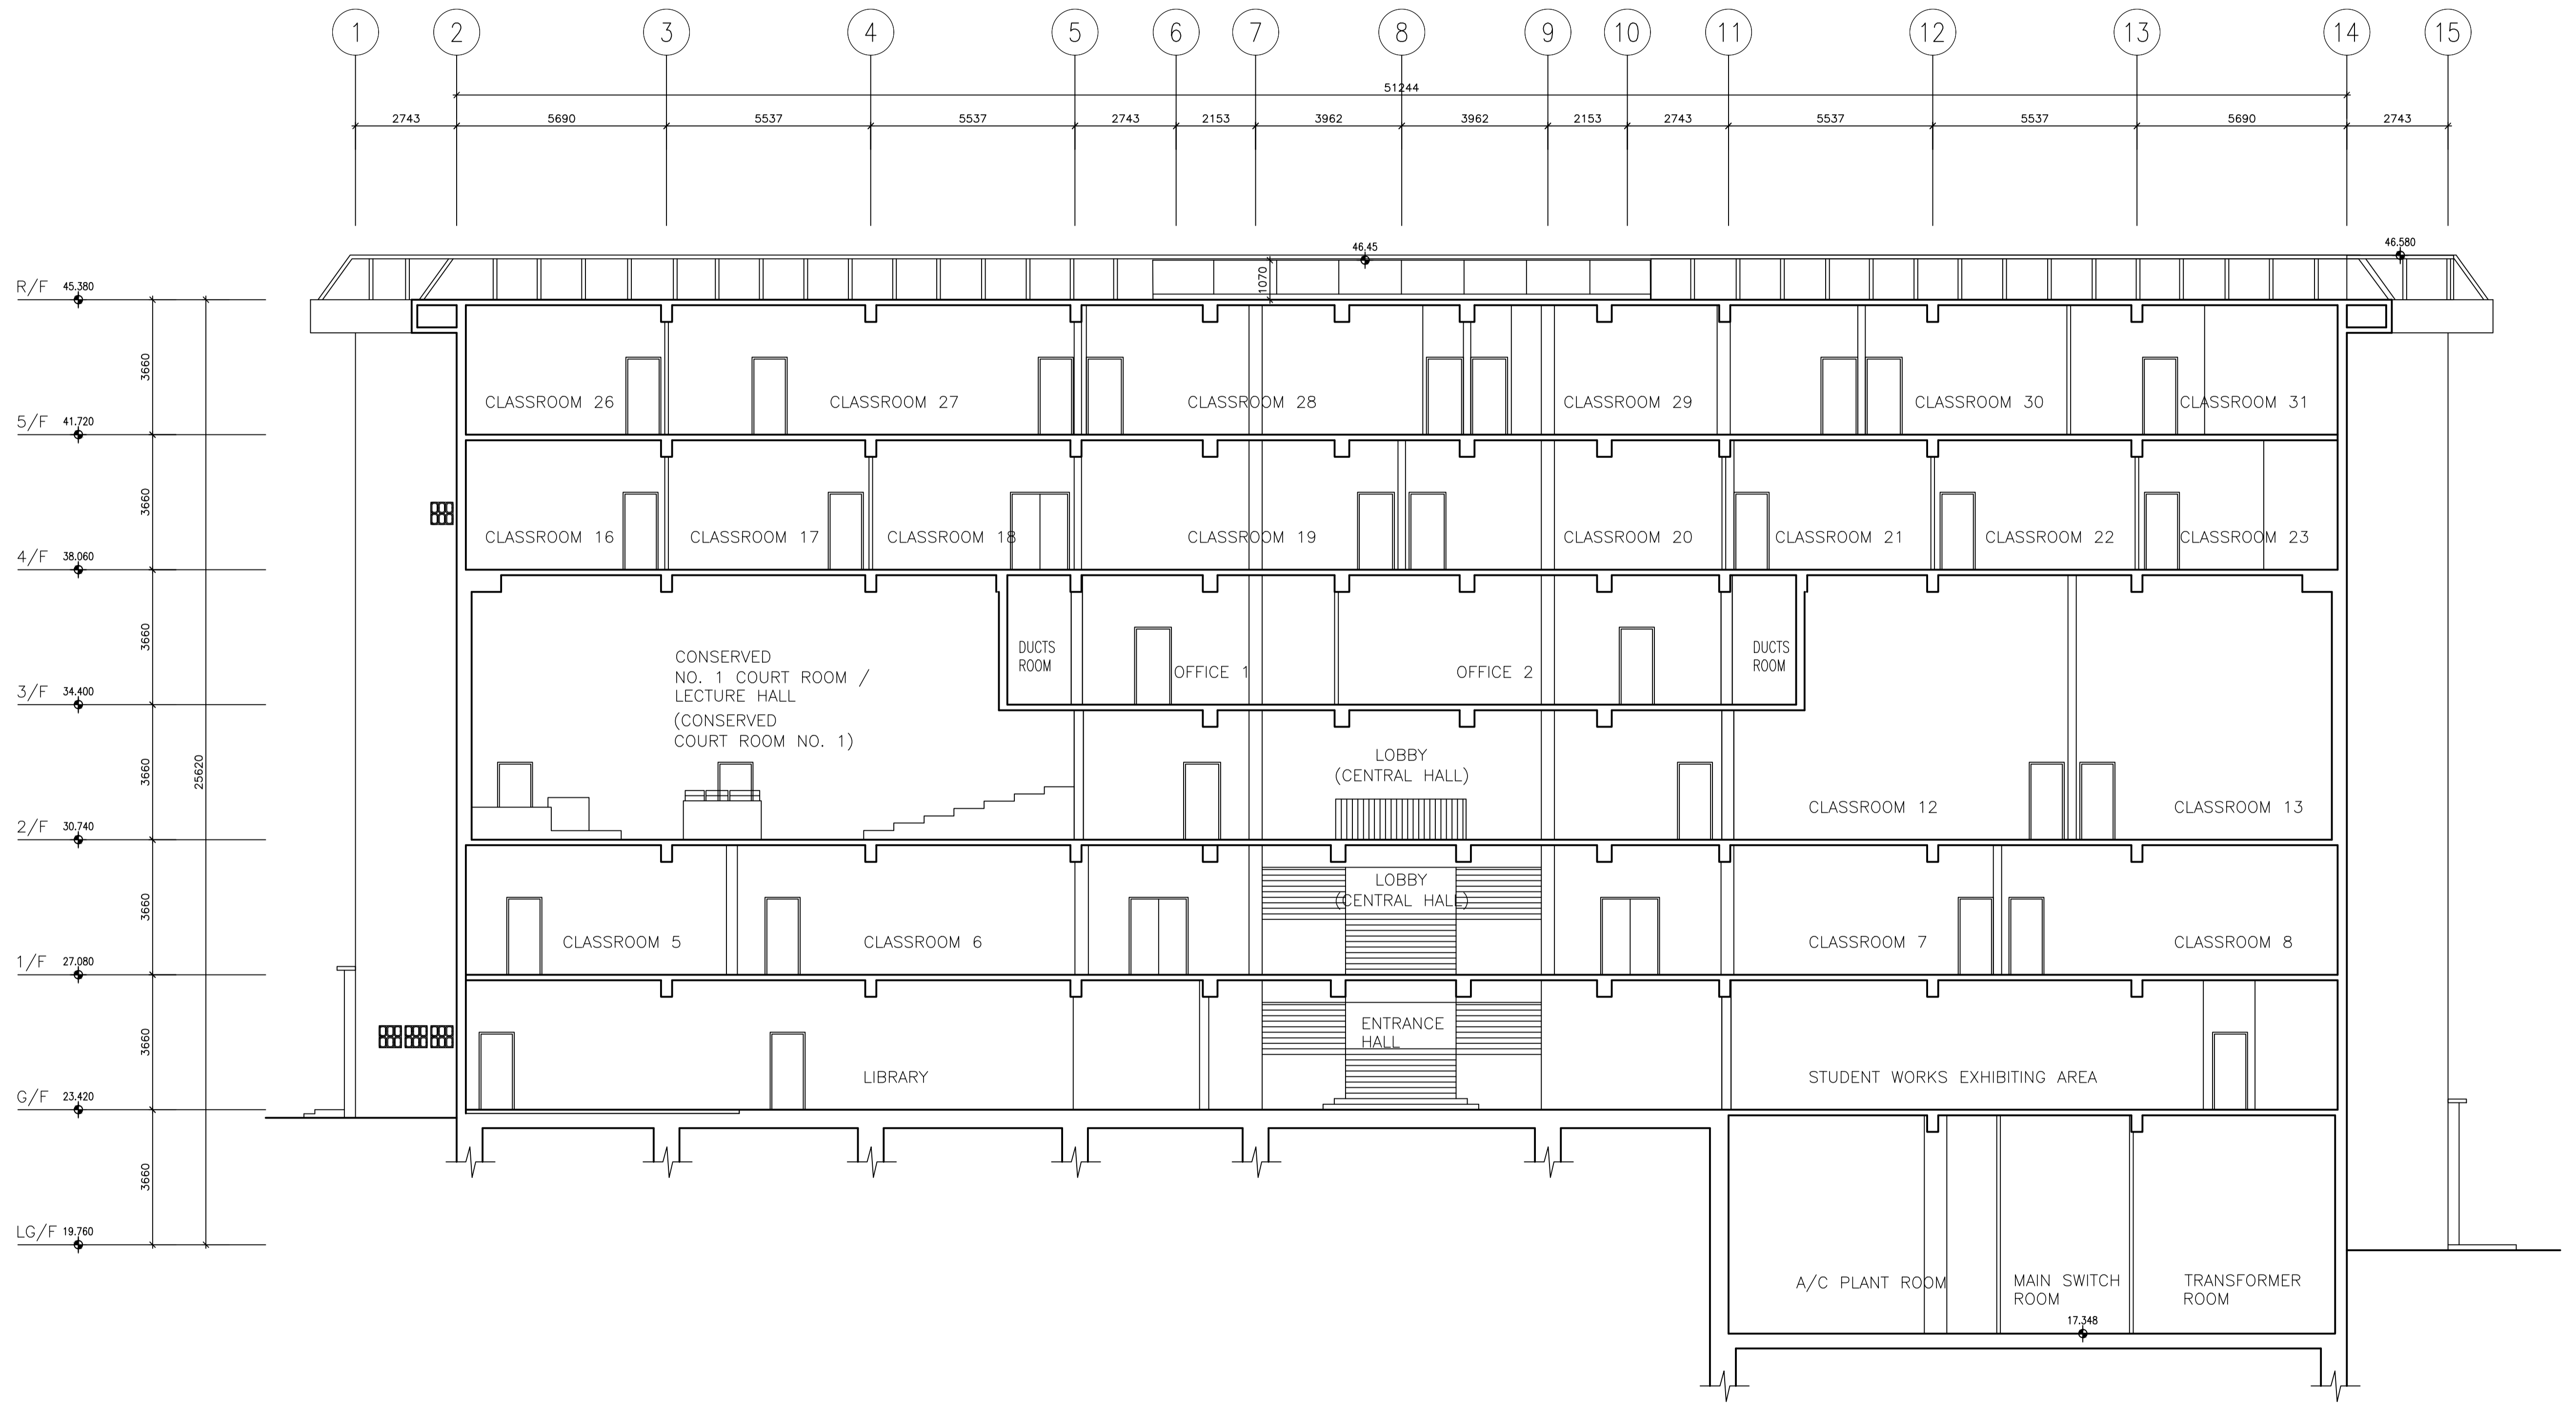 1 2 3 4 5 6 7 8 9 10 11 12 13 14 15
51244
2743 5690 5537 5537 2743 2153 3962 3962 2153 2743 5537 5537 5690 2743
46.45
46.580
1070
R/F 45.380
3660
CLASSROOM 26 CLASSROOM 27 CLASSROOM 28 CLASSROOM 29 CLASSROOM 30 CLASSROOM 31
5/F 41.720
3660
CLASSROOM 16 CLASSROOM 17 CLASSROOM 18 CLASSROOM 19 CLASSROOM 20 CLASSROOM 21 CLASSROOM 22 CLASSROOM 23
4/F 38.060
3660
CONSERVED
NO. 1 COURT ROOM /
LECTURE HALL
(CONSERVED
COURT ROOM NO. 1)
DUCTS
ROOM
OFFICE 1
OFFICE 2
DUCTS
ROOM
3/F 34.400
3660
25620
LOBBY
(CENTRAL HALL)
CLASSROOM 12 CLASSROOM 13
2/F 30.740
3660
LOBBY
(CENTRAL HALL)
CLASSROOM 5 CLASSROOM 6 CLASSROOM 7 CLASSROOM 8
1/F 27.080
3660
ENTRANCE
HALL
LIBRARY
STUDENT WORKS EXHIBITING AREA
G/F 23.420
3660
LG/F 19.760
A/C PLANT ROOM
MAIN SWITCH
ROOM
TRANSFORMER
ROOM
17.348